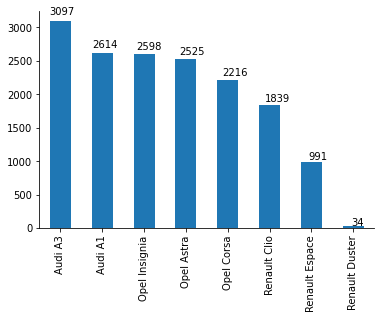 3097
2614
2598
2525
2216
1839
991
34
3000
2500
2000
1500
1000
500
0
Audi A3
Audi A1
Opel Insignia
Opel Astra
Opel Corsa
Renault Clio
Renault Espace
Renault Duster